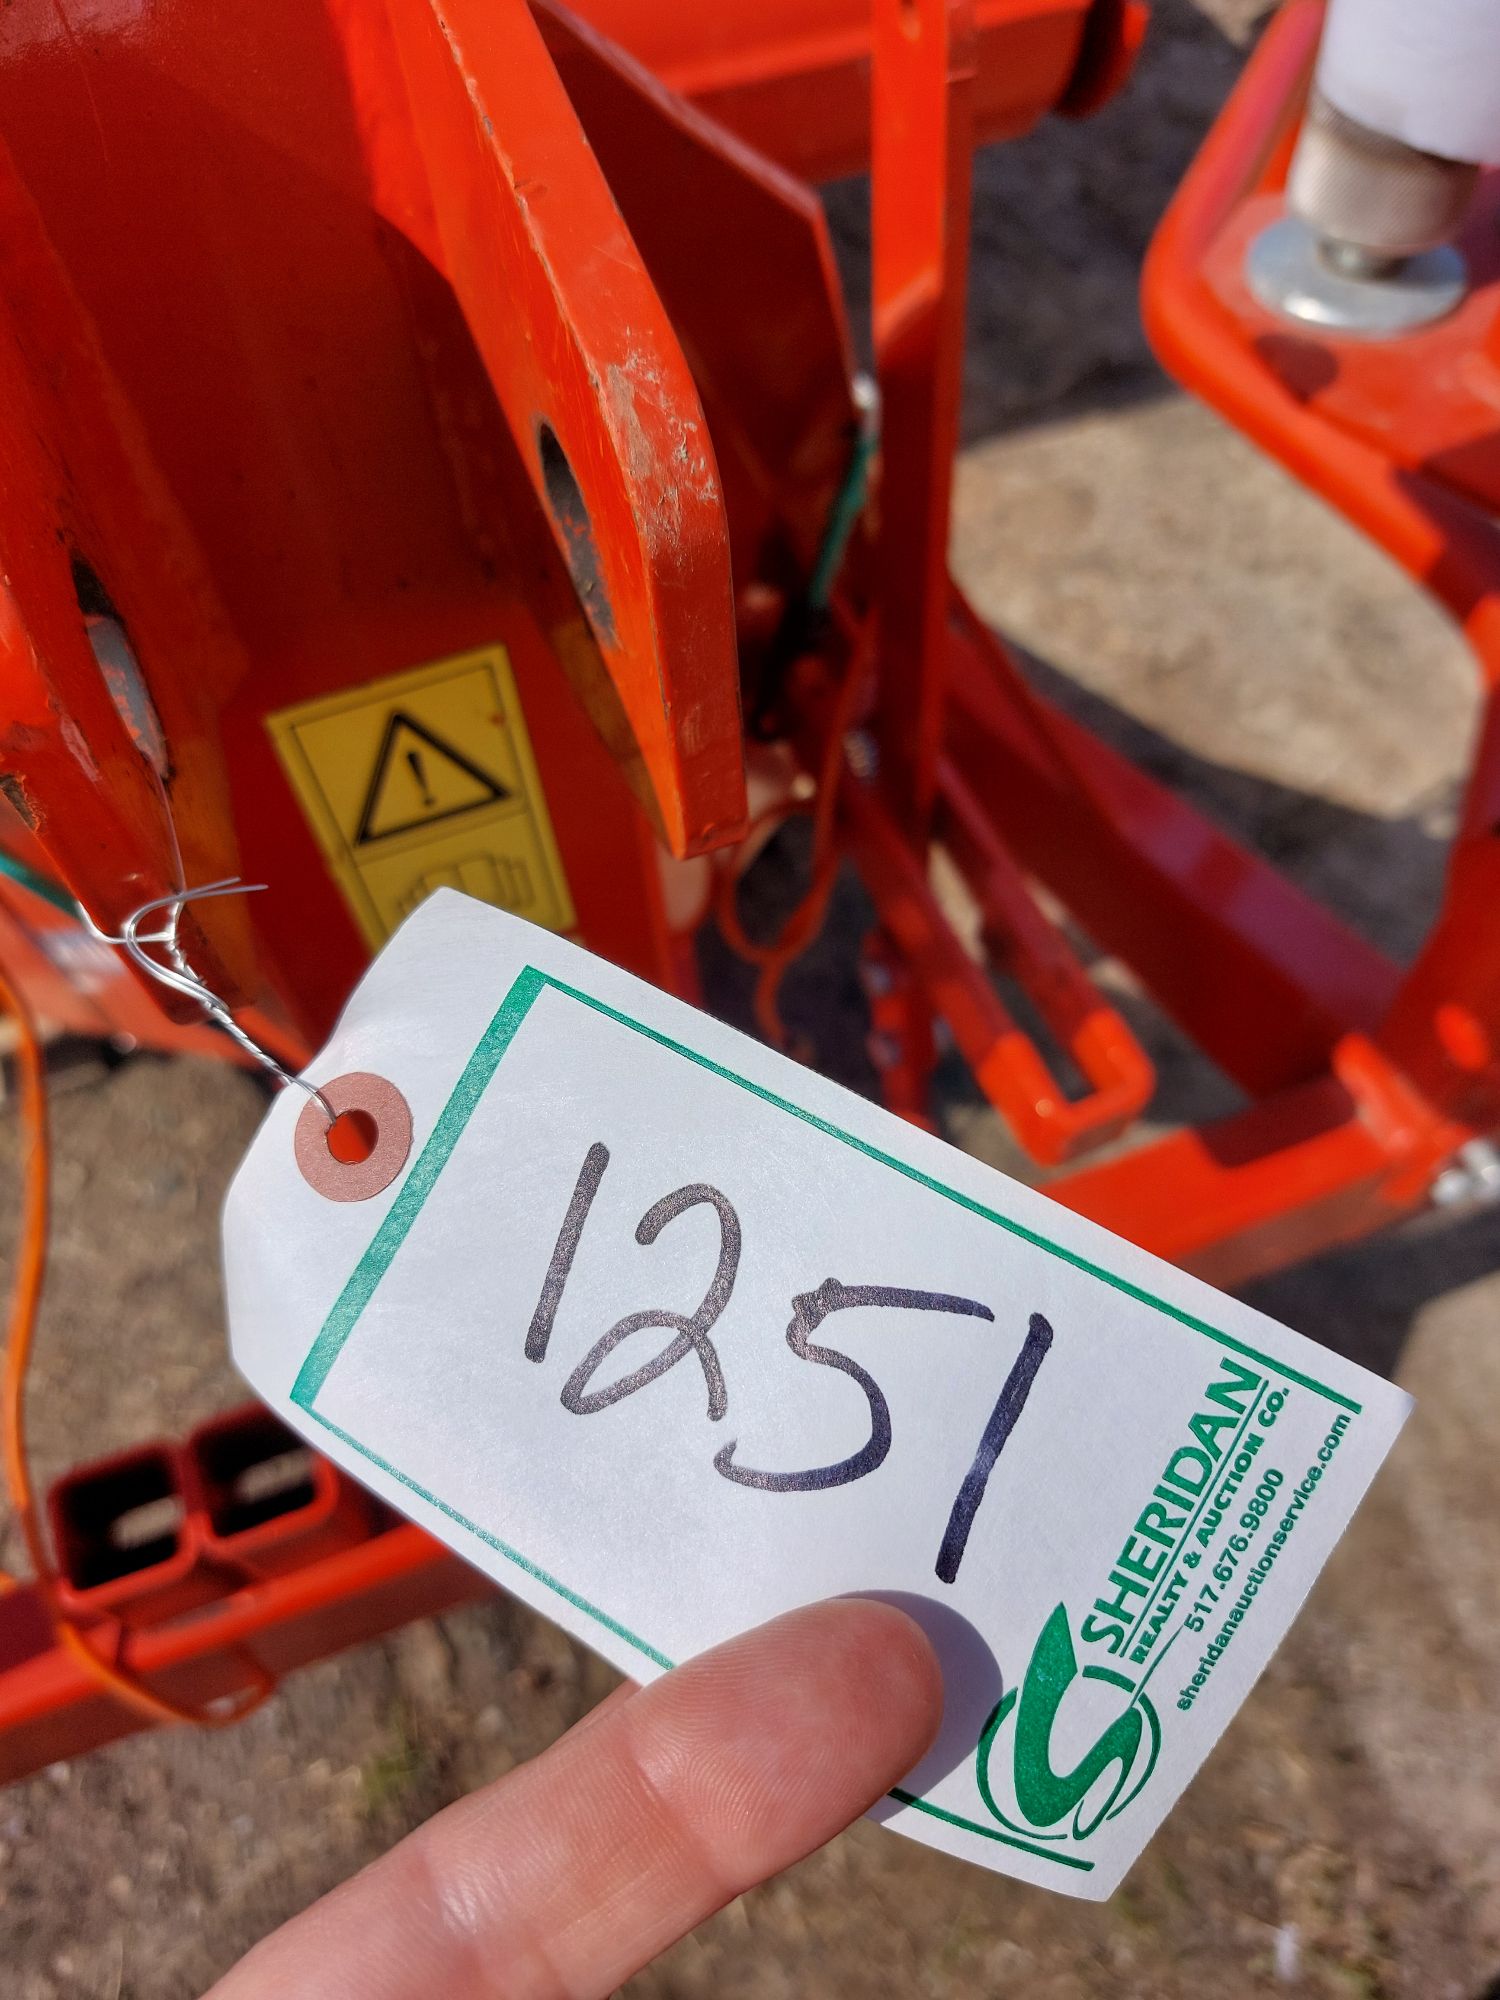 1251
SHERIDAN
REALTY & AUCTION CO.
517.676.9800
sheridanauctionservice.com